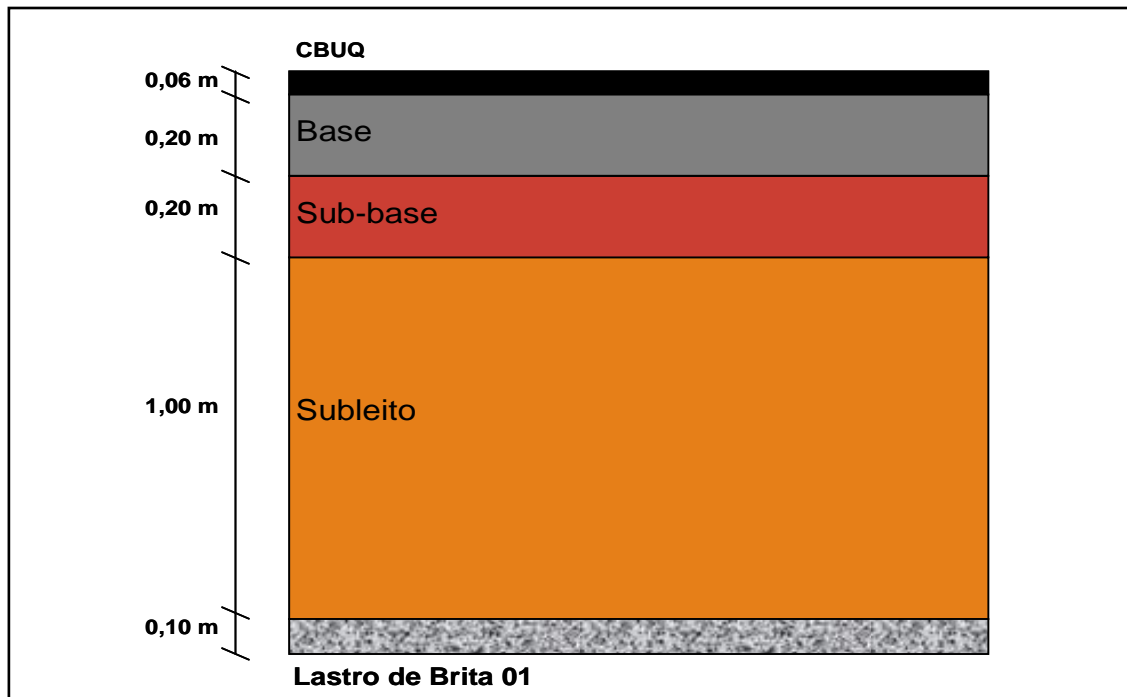 CBUQ
0,06 m
Base
0,20 m
Sub-base
0,20 m
Subleito
1,00 m
0,10 m
Lastro de Brita 01